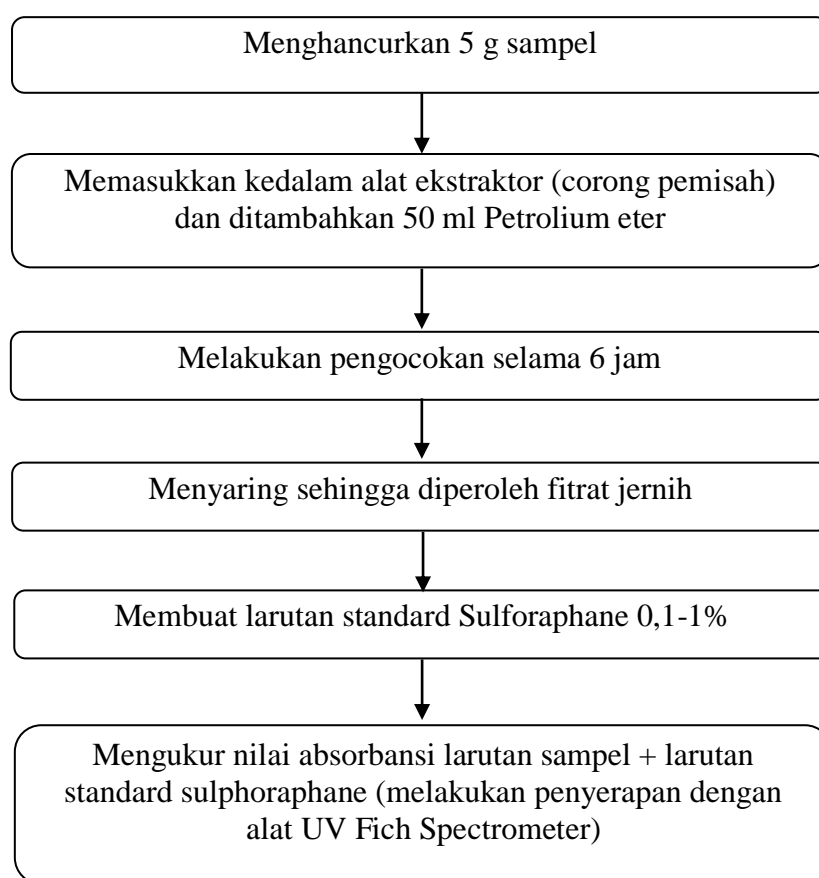 Menghancurkan 5 g sampel
Memasukkan kedalam alat ekstraktor (corong pemisah)
dan ditambahkan 50 ml Petrolium eter
Melakukan pengocokan selama 6 jam
Menyaring sehingga diperoleh fitrat jernih
Membuat larutan standard Sulforaphane 0,1-1%
Mengukur nilai absorbansi larutan sampel + larutan
standard sulphoraphane (melakukan penyerapan dengan
alat UV Fich Spectrometer)